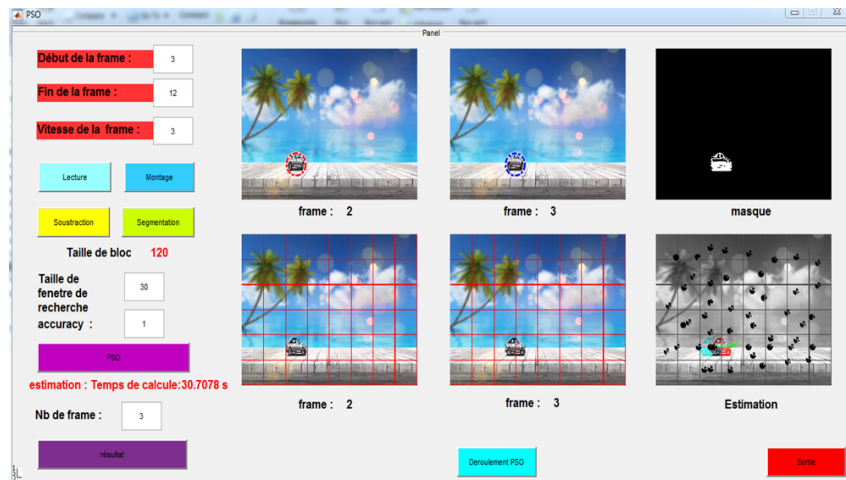 PSO
Panel
Début de la frame :
3
Fin de la frame :
12
Vitesse de la frame :
3
Lecture
Montage
Soustraction
Segmentation
Taille de bloc 120
Taille de
fenetre de
recherche
30
accuracy :
1
PSO
estimation : Temps de calcule:30.7078 s
Nb de frame :
3
résultat
frame : 2
frame : 3
masque
frame : 2
frame : 3
Estimation
Deroulement PSO
Sortie